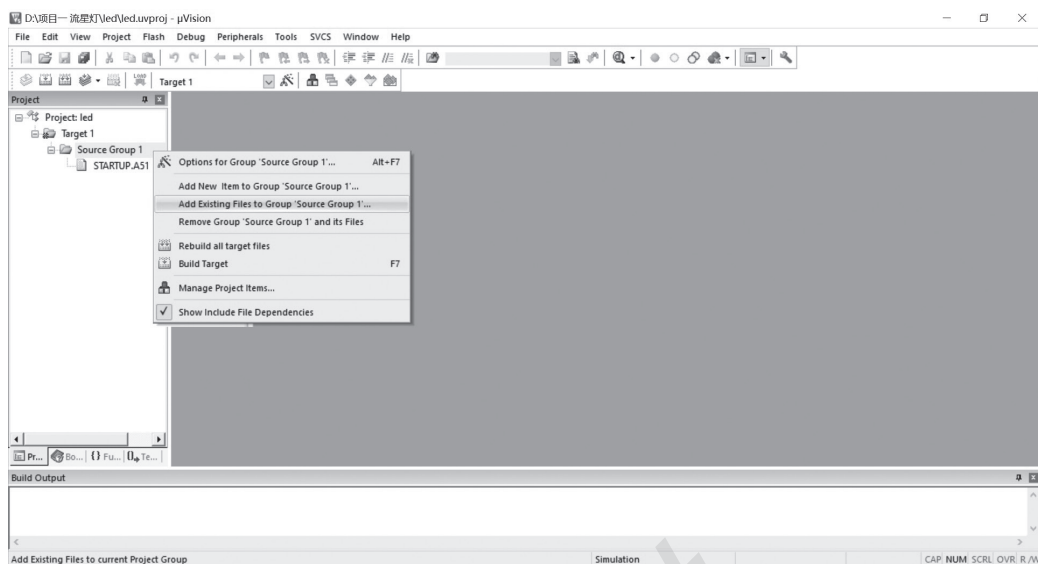 D:\项目一 流星灯\led\led.uvproj - µVision
File Edit View Project Flash Debug Peripherals Tools SVCS Window Help
LOAD Target 1
Project
Project: led
Target 1
Source Group 1
STARTUP.A51
Options for Group 'Source Group 1'... Alt+F7
Add New Item to Group 'Source Group 1'...
Add Existing Files to Group 'Source Group 1'...
Remove Group 'Source Group 1' and its Files
Rebuild all target files
Build Target F7
Manage Project Items...
Show Include File Dependencies
Pr... Bo... {} Fu... 0 Te...
Build Output
Add Existing Files to current Project Group Simulation CAP NUM SCRL OVR R/W